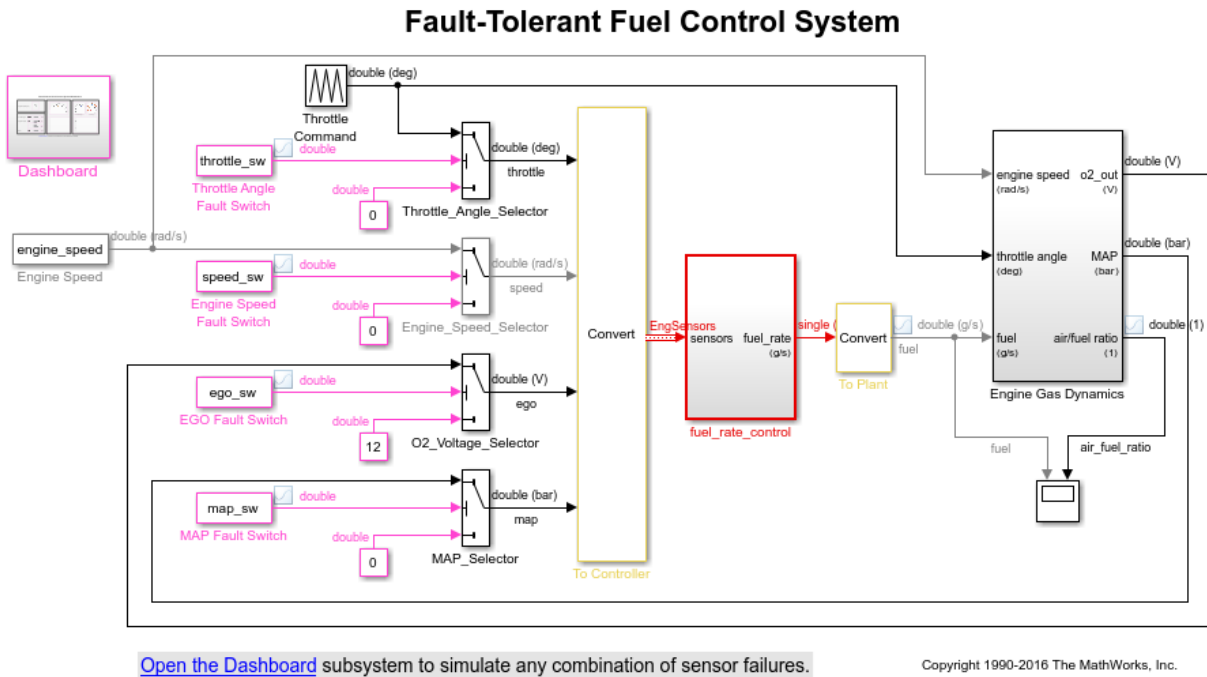 Fault-Tolerant Fuel Control System
double (deg)
Throttle
Command
Dashboard
throttle_sw
double
Throttle Angle
Fault Switch
double
0
double (deg)
throttle
Throttle_Angle_Selector
engine_speed
double (rad/s)
Engine Speed
speed_sw
double
Engine Speed
Fault Switch
double
0
double (rad/s)
speed
Engine_Speed_Selector
ego_sw
double
EGO Fault Switch
double
12
double (V)
ego
O2_Voltage_Selector
map_sw
double
MAP Fault Switch
double
0
double (bar)
map
MAP_Selector
Convert
To Controller
EngSensors
sensors
fuel_rate
(g/s)
fuel_rate_control
single (
Convert
To Plant
double (g/s)
fuel
engine speed
(rad/s)
o2_out
(V)
double (V)
throttle angle
(deg)
MAP
(bar)
double (bar)
fuel
(g/s)
air/fuel ratio
(1)
double (1)
Engine Gas Dynamics
fuel
air_fuel_ratio
Open the Dashboard subsystem to simulate any combination of sensor failures.
Copyright 1990-2016 The MathWorks, Inc.